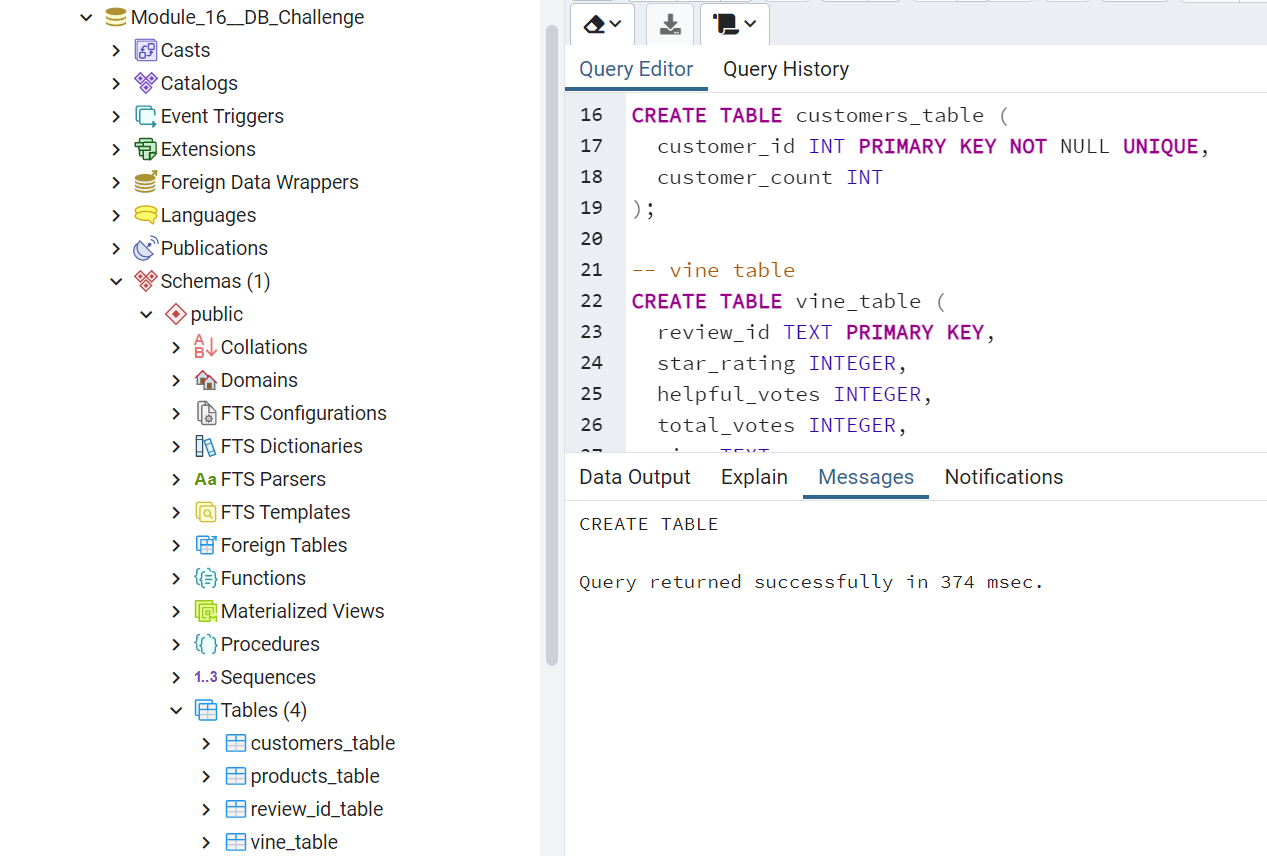 Module_16__DB_Challenge
Casts
Catalogs
Event Triggers
Extensions
Foreign Data Wrappers
Languages
Publications
Schemas (1)
public
Collations
Domains
FTS Configurations
FTS Dictionaries
Aa FTS Parsers
FTS Templates
Foreign Tables
Functions
Materialized Views
Procedures
1..3 Sequences
Tables (4)
customers_table
products_table
review_id_table
vine_table
Query Editor Query History
16 CREATE TABLE customers_table (
17 customer_id INT PRIMARY KEY NOT NULL UNIQUE,
18 customer_count INT
19 );
20
21 -- vine table
22 CREATE TABLE vine_table (
23 review_id TEXT PRIMARY KEY,
24 star_rating INTEGER,
25 helpful_votes INTEGER,
26 total_votes INTEGER,
Data Output Explain Messages Notifications
CREATE TABLE
Query returned successfully in 374 msec.